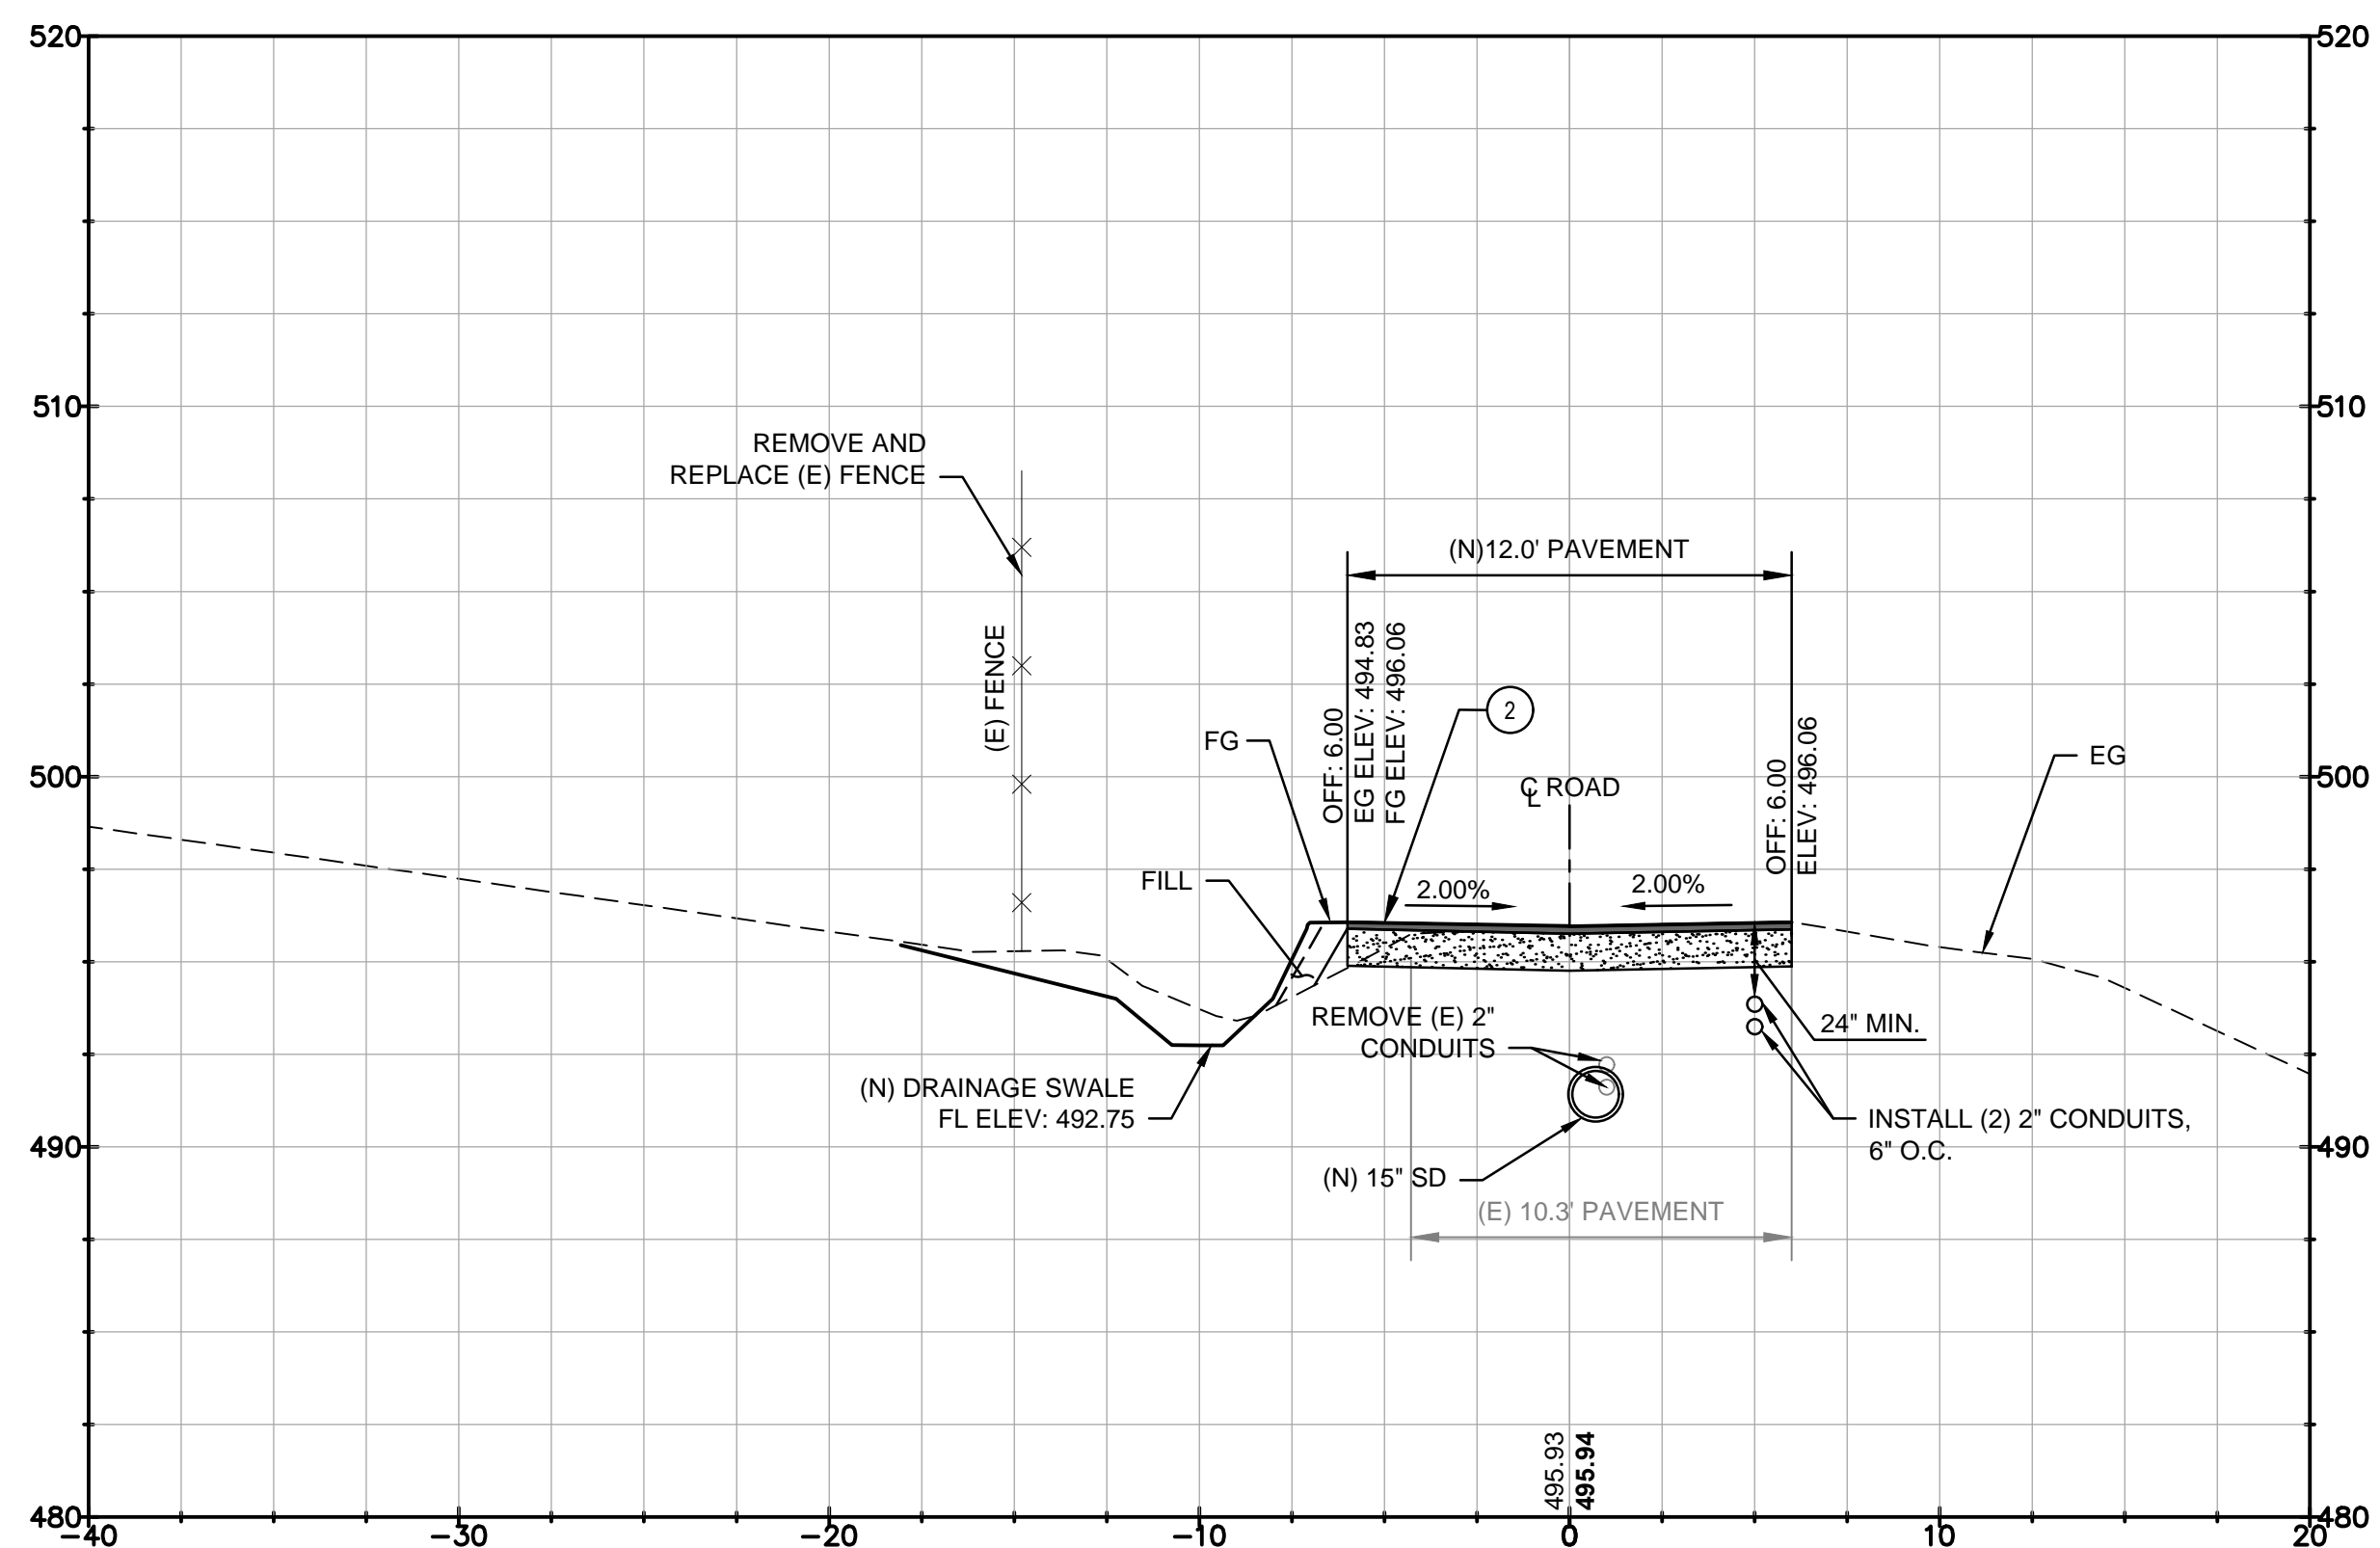 520
520
510
510
REMOVE AND
REPLACE (E) FENCE
(N)12.0' PAVEMENT
(E) FENCE
OFF: 6.00
EG ELEV: 494.83
FG ELEV: 496.06
2
FG
CL ROAD
OFF: 6.00
ELEV: 496.06
EG
500
500
FILL
2.00%
2.00%
REMOVE (E) 2"
CONDUITS
24" MIN.
(N) DRAINAGE SWALE
FL ELEV: 492.75
INSTALL (2) 2" CONDUITS,
6" O.C.
490
490
(N) 15" SD
(E) 10.3' PAVEMENT
495.93
495.94
480
480
-40
-30
-20
-10
0
10
20